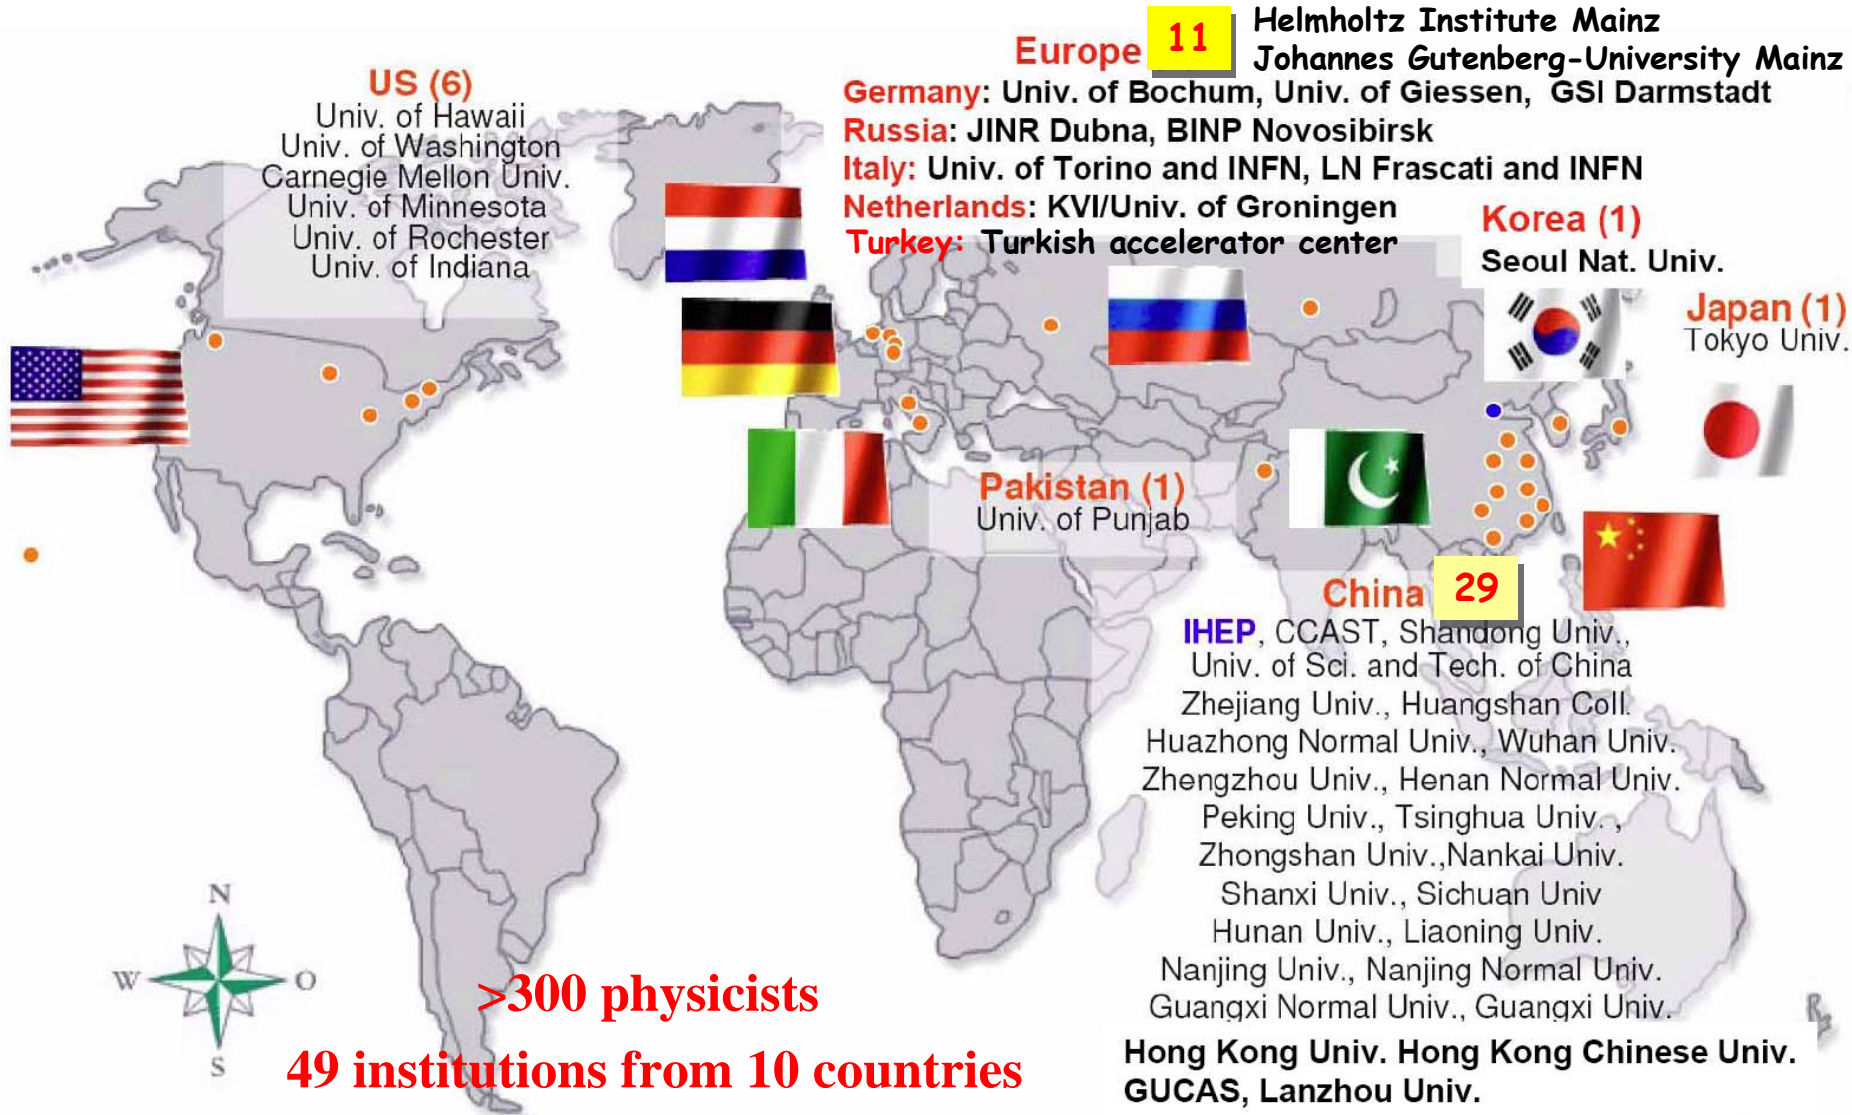 US (6)
Univ. of Hawaii
Univ. of Washington
Carnegie Mellon Univ.
Univ. of Minnesota
Univ. of Rochester
Univ. of Indiana
Europe 11
Helmholtz Institute Mainz
Johannes Gutenberg-University Mainz
Germany: Univ. of Bochum, Univ. of Giessen, GSI Darmstadt
Russia: JINR Dubna, BINP Novosibirsk
Italy: Univ. of Torino and INFN, LN Frascati and INFN
Netherlands: KVI/Univ. of Groningen
Turkey: Turkish accelerator center
Korea (1)
Seoul Nat. Univ.
Japan (1)
Tokyo Univ.
Pakistan (1)
Univ. of Punjab
China 29
IHEP, CCAST, Shandong Univ.,
Univ. of Sci. and Tech. of China
Zhejiang Univ., Huangshan Coll.
Huazhong Normal Univ., Wuhan Univ.
Zhengzhou Univ., Henan Normal Univ.
Peking Univ., Tsinghua Univ. ,
Zhongshan Univ.,Nankai Univ.
Shanxi Univ., Sichuan Univ
Hunan Univ., Liaoning Univ.
Nanjing Univ., Nanjing Normal Univ.
Guangxi Normal Univ., Guangxi Univ.
Hong Kong Univ. Hong Kong Chinese Univ.
GUCAS, Lanzhou Univ.
N
W
O
S
>300 physicists
49 institutions from 10 countries